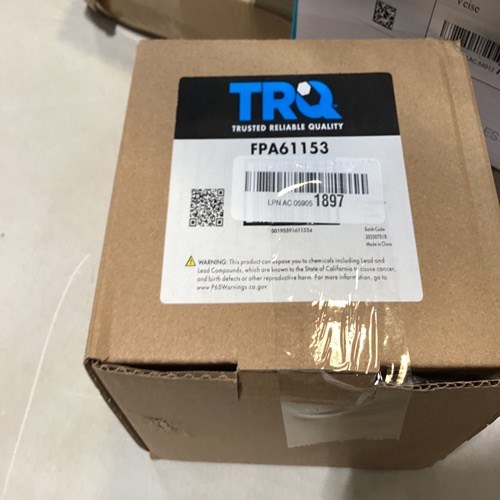 TRQ
TRUSTED RELIABLE QUALITY
FPA61153
LPN AC 05905 1897
Batch Code
Made in China
WARNING: This product can expose you to chemicals including Lead and
Lead Compounds, which are known to the State of California to cause cancer,
and birth defects or other reproductive harm. For more information, go to
www.P65Warnings.ca.gov